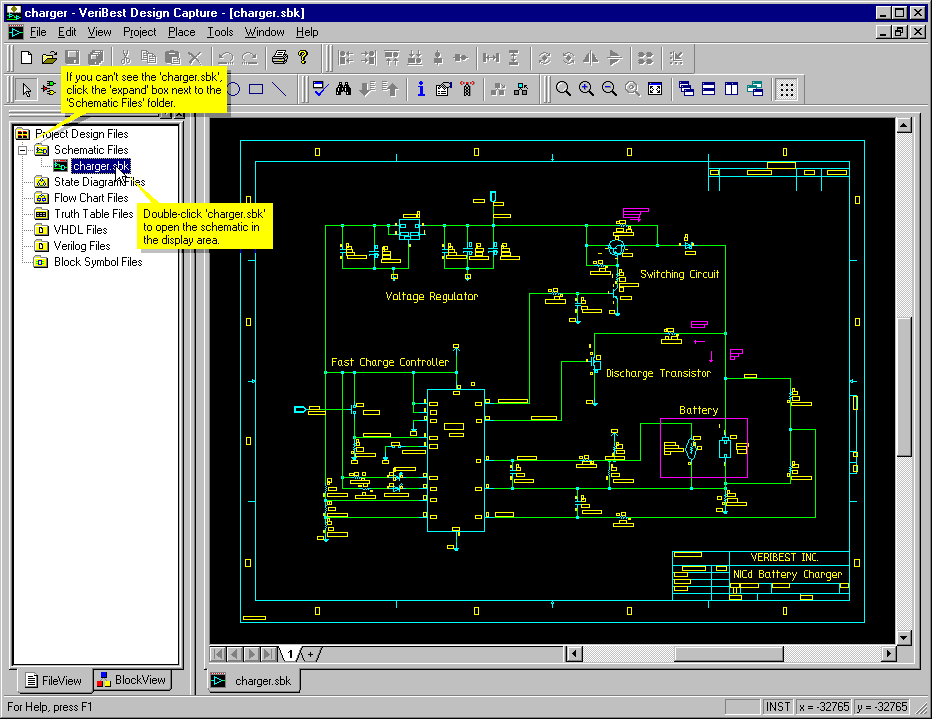 charger - VeriBest Design Capture - [charger.sbk]
File Edit View Project Place Tools Window Help
If you can't see the 'charger.sbk',
click the 'expand' box next to the
'Schematic Files' folder.
Project Design Files
Schematic Files
charger.sbk
State Diagram Files
Flow Chart Files
Truth Table Files
VHDL Files
Verilog Files
Block Symbol Files
Double-click 'charger.sbk'
to open the schematic in
the display area.
Voltage Regulator
Switching Circuit
Fast Charge Controller
Discharge Transistor
Battery
VERIBEST INC.
NICd Battery Charger
1
+
FileView
BlockView
charger.sbk
For Help, press F1
INST
x = -32765
y = -32765